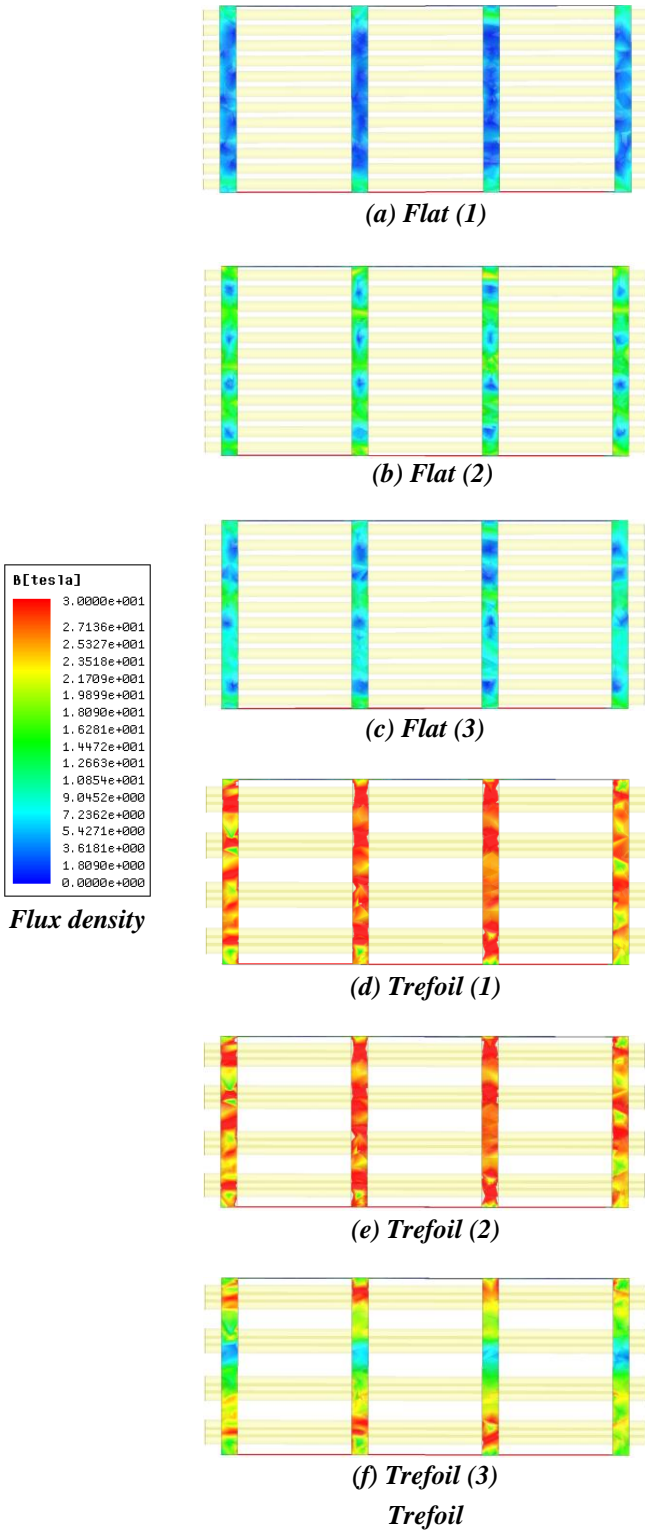 (a) Flat (1)
(b) Flat (2)
(c) Flat (3)
B[tesla]
3.0000e+001
2.7136e+001
2.5327e+001
2.3518e+001
2.1709e+001
1.9899e+001
1.8090e+001
1.6281e+001
1.4472e+001
1.2663e+001
1.0854e+001
9.0452e+000
7.2362e+000
5.4271e+000
3.6181e+000
1.8090e+000
0.0000e+000
Flux density
(d) Trefoil (1)
(e) Trefoil (2)
(f) Trefoil (3)
Trefoil